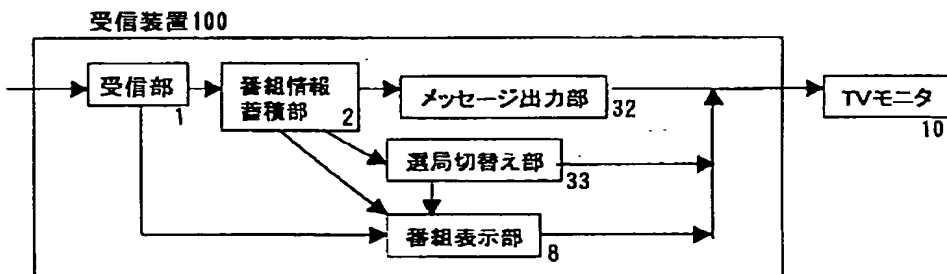 受信装置100
受信部
1
番組情報
蓄積部
2
メッセージ出力部
32
TVモニタ
10
選局切替え部
33
番組表示部
8